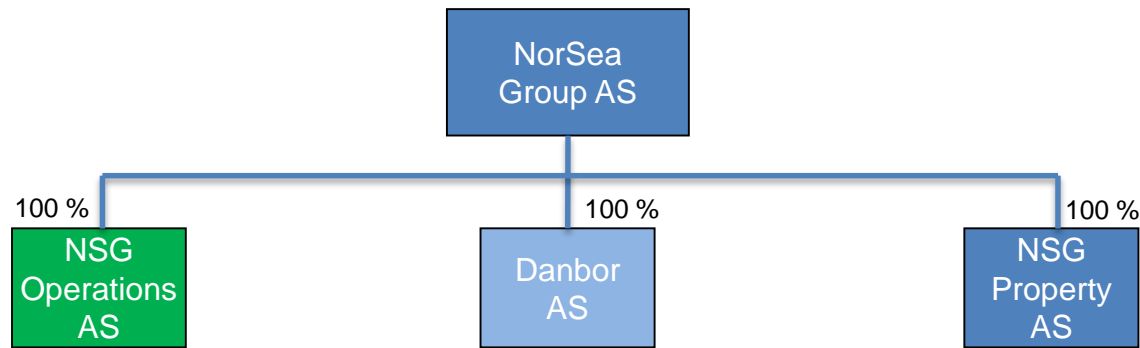 NorSea
Group AS
100 %
100 %
100 %
NSG
Operations
AS
Danbor
AS
NSG
Property
AS